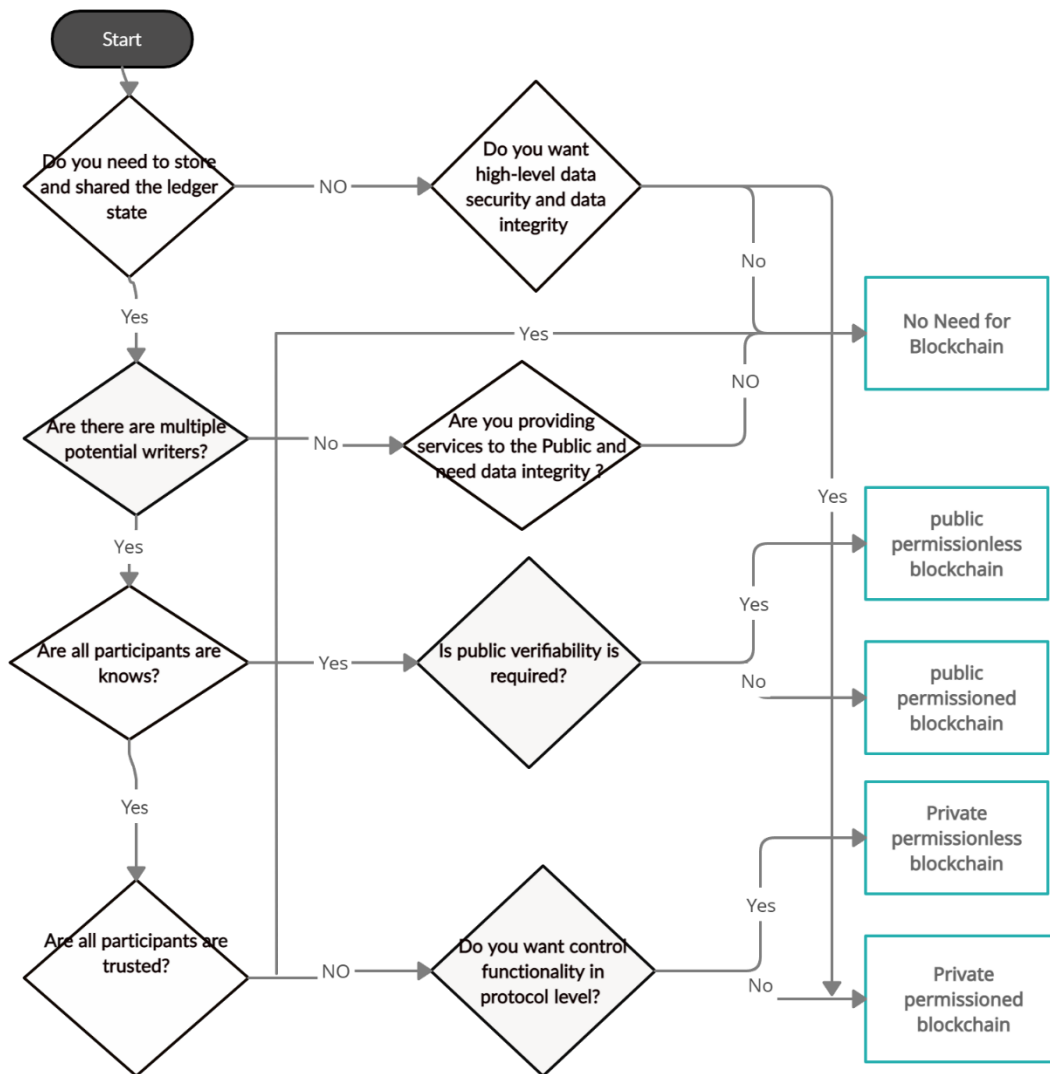 Start
Do you need to store
and shared the ledger
state
NO
Do you want
high-level data
security and data
integrity
No
Yes
Yes
No Need for
Blockchain
Are there are multiple
potential writers?
No
Are you providing
services to the Public and
need data integrity ?
NO
Yes
Yes
public
permissionless
blockchain
Are all participants are
knows?
Yes
Is public verifiability is
required?
Yes
No
public
permissioned
blockchain
Yes
Private
permissionless
blockchain
Are all participants are
trusted?
NO
Do you want control
functionality in
protocol level?
Yes
No
Private
permissioned
blockchain